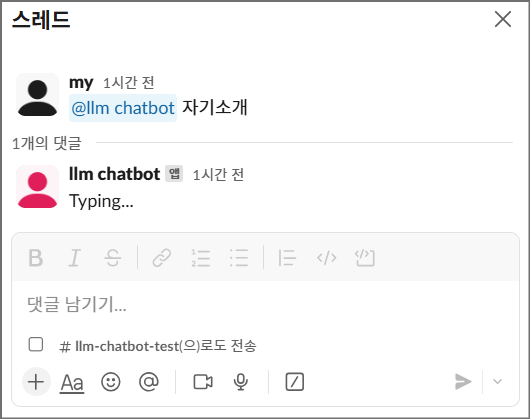 스레드
my 1시간 전
@llm chatbot 자기소개
1개의 댓글
llm chatbot 앱 1시간 전
Typing...
B I S
댓글 남기기...
# llm-chatbot-test(으)로도 전송
Aa